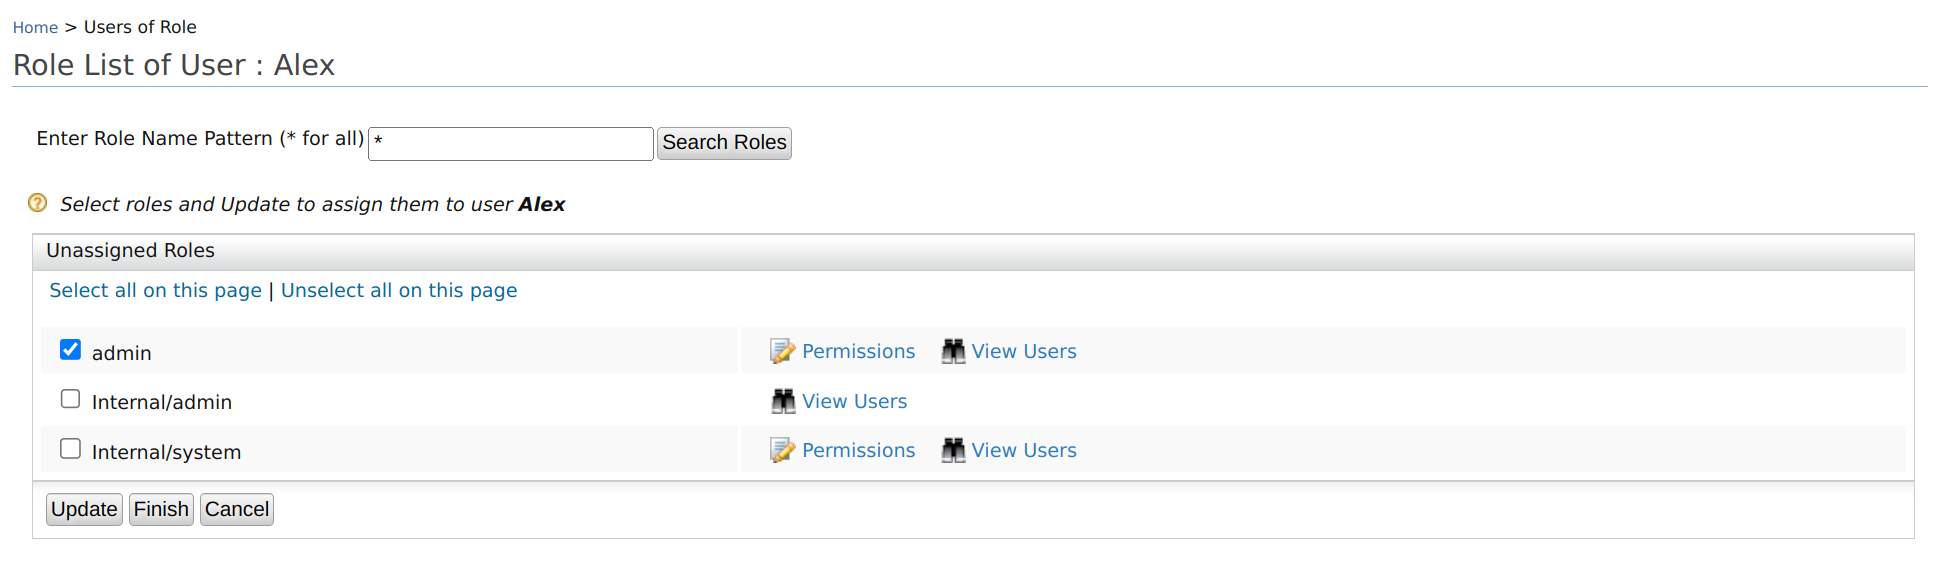 Home > Users of Role
Role List of User : Alex
Enter Role Name Pattern (* for all) * Search Roles
Select roles and Update to assign them to user Alex
Unassigned Roles
Select all on this page | Unselect all on this page
admin Permissions View Users
Internal/admin View Users
Internal/system Permissions View Users
Update Finish Cancel